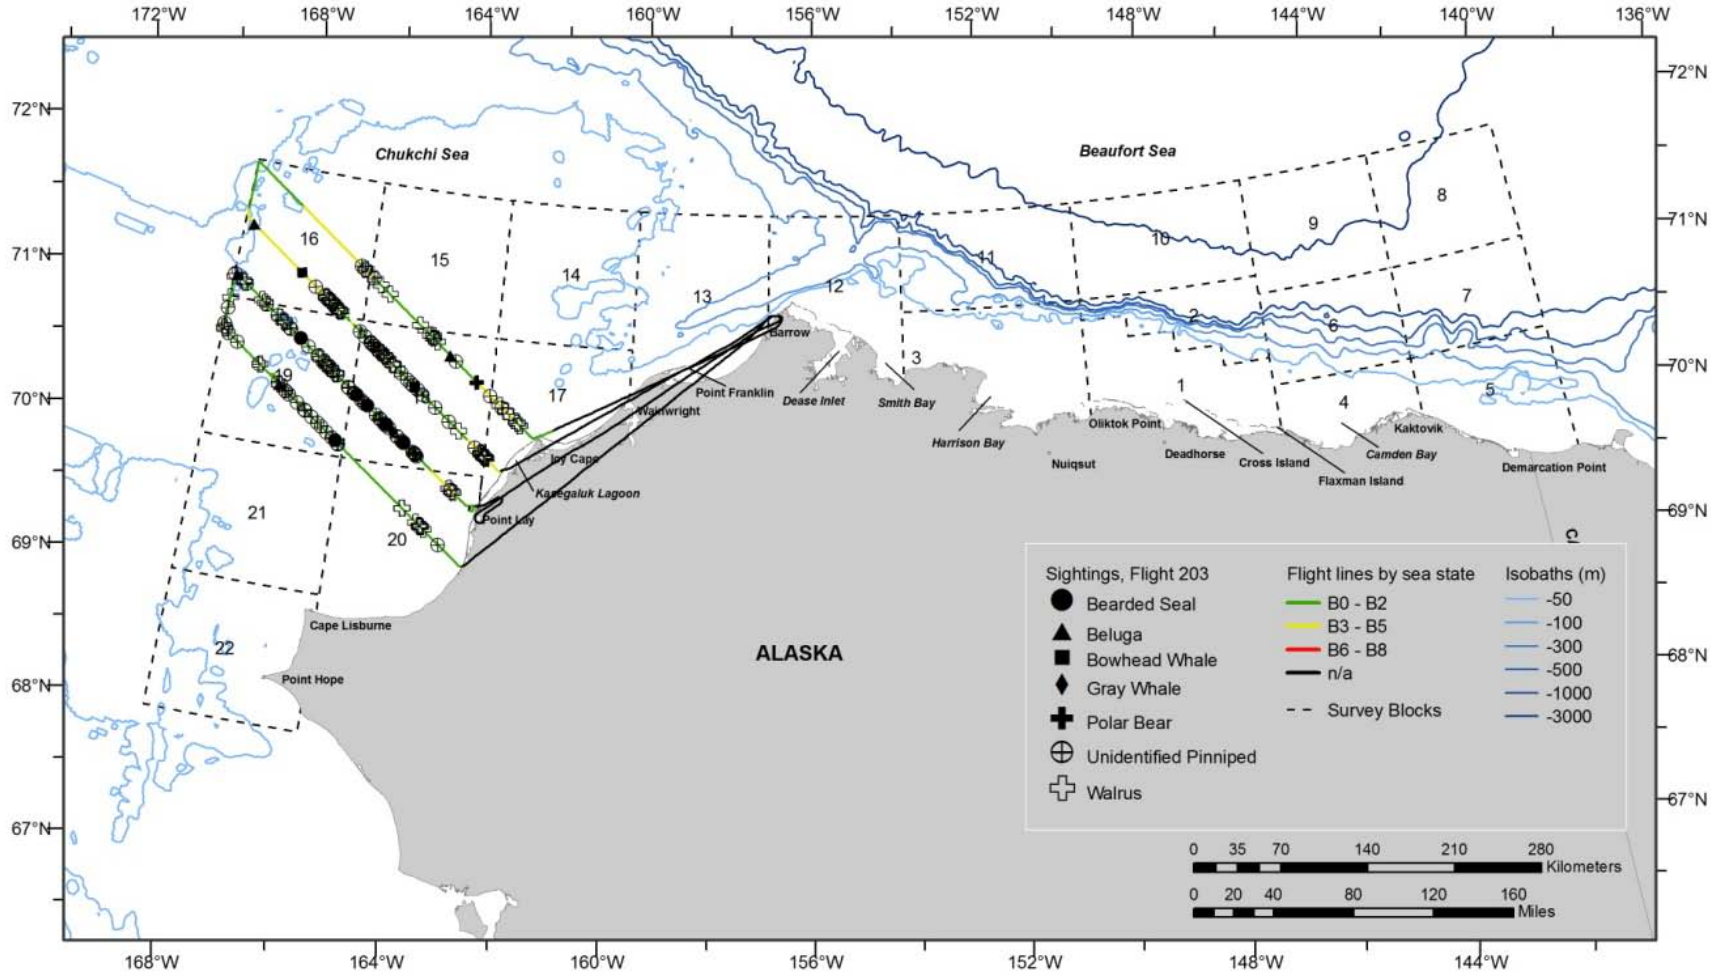 172°W 168°W 164°W 160°W 156°W 152°W 148°W 144°W 140°W 136°W
72°N
72°N
Chukchi Sea
Beaufort Sea
8
9
71°N
16
10
71°N
15
11
14
12
13
7
2
6
70°N
Barrow
3
19
17
Point Franklin
1
5
70°N
Dease Inlet
Smith Bay
4
Wainwright
Oliktok Point
Kaktovik
Harrison Bay
Icy Cape
Nuiqsut
Deadhorse
Cross Island
Camden Bay
Demarcation Point
Flaxman Island
Kasegaluk Lagoon
21
Point Lay
69°N
20
69°N
Sightings, Flight 203
Bearded Seal
Beluga
Bowhead Whale
Gray Whale
Polar Bear
Unidentified Pinniped
Walrus
Flight lines by sea state
B0 - B2
B3 - B5
B6 - B8
n/a
Survey Blocks
Isobaths (m)
-50
-100
-300
-500
-1000
-3000
Cape Lisburne
22
ALASKA
68°N
Point Hope
68°N
67°N
67°N
0 35 70 140 210 280
Kilometers
0 20 40 80 120 160
Miles
168°W 164°W 160°W 156°W 152°W 148°W 144°W